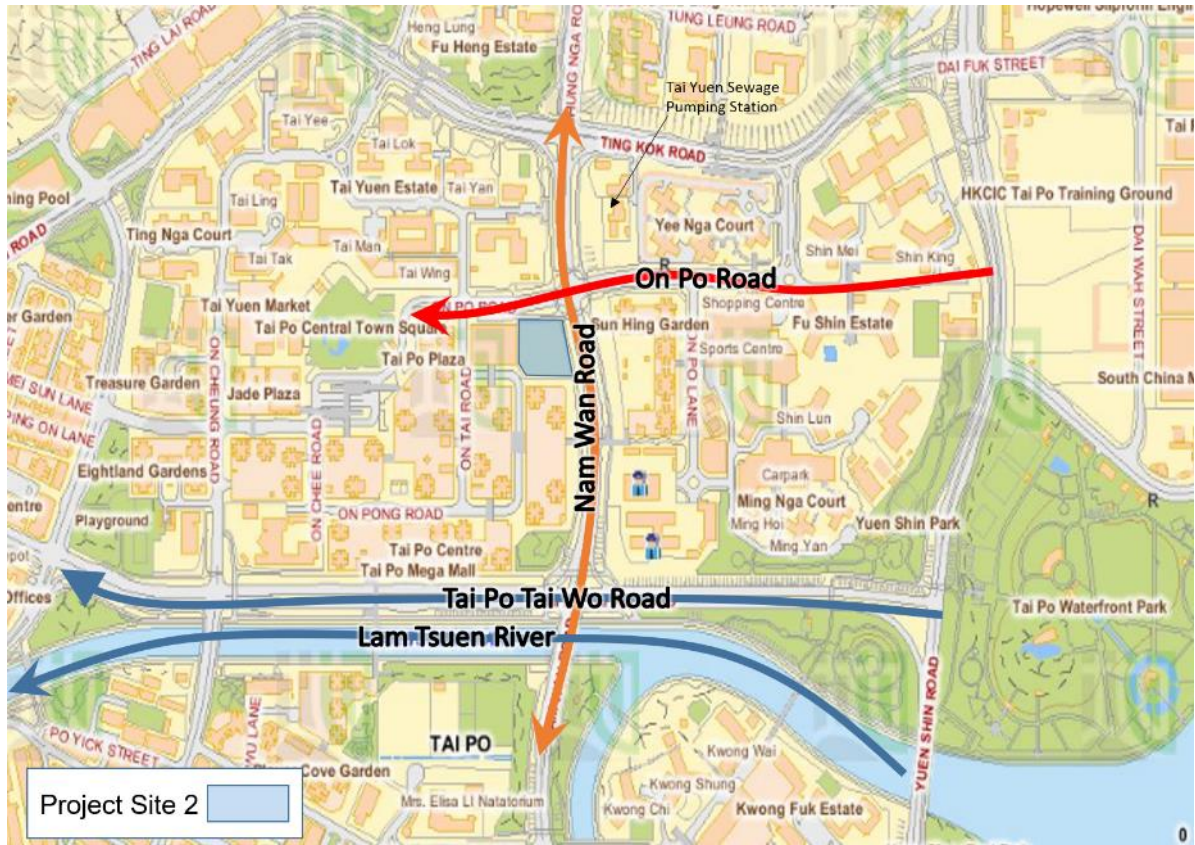 TING LAI ROAD
Heng Lung
Fu Heng Estate
TUNG LEUNG ROAD
DAI FUK STREET
Tai Yuen Sewage
Pumping Station
Tai Yee
Tai Lok
TING KOK ROAD
HKCIC Tai Po Training Ground
Tai Yuen Estate
Tai Yan
Tai Ling
Yee Nga Court
Ting Nga Court
Tai Man
Tai Tak
Shin Mei
Shin King
Tai Wing
R
On Po Road
DAI WAH STREET
ROAD
Tai Yuen Market
Shopping Centre
Tai Po Central Town Square
Sun Hing Garden
Fu Shin Estate
Tai Po Plaza
Sports Centre
Nam Wan Road
ON PO LANE
ON CHEUNG ROAD
ON TAI ROAD
Treasure Garden
Jade Plaza
South China M
MEI SUN LANE
Shin Lun
ON CHEE ROAD
Eightland Gardens
Carpark
Ming Nga Court
R
Playground
ON PONG ROAD
Ming Hoi
Yuen Shin Park
Ming Yan
Tai Po Centre
Tai Po Mega Mall
Offices
Tai Po Tai Wo Road
Tai Po Waterfront Park
Lam Tsuen River
YUEN SHIN ROAD
PO YICK STREET
TAI PO
Kwong Wai
Cove Garden
Kwong Shung
Mrs. Elisa LI Natatorium
Kwong Chi
Kwong Fuk Estate
Project Site 2
0